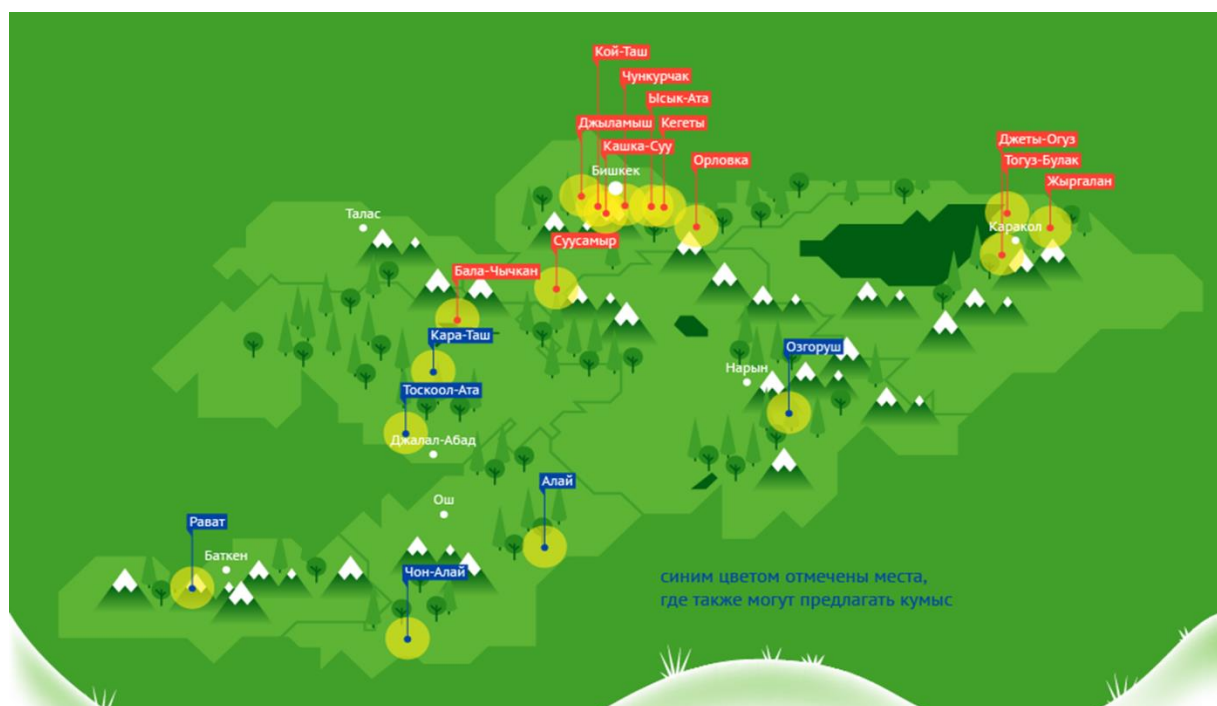 Кой-Таш
Чункурчак
Ысык-Ата
Джыламыш
Кегеты
Кашка-Суу
Орловка
Бишкек
Джеты-Огуз
Тогуз-Булак
Жыргалан
Талас
Каракол
Суусамыр
Бала-Чычкан
Кара-Таш
Озгоруш
Нарын
Тоскоол-Ата
Джалал-Абад
Алай
Ош
Рават
Баткен
Чон-Алай
синим цветом отмечены места,
где также могут предлагать кумыс